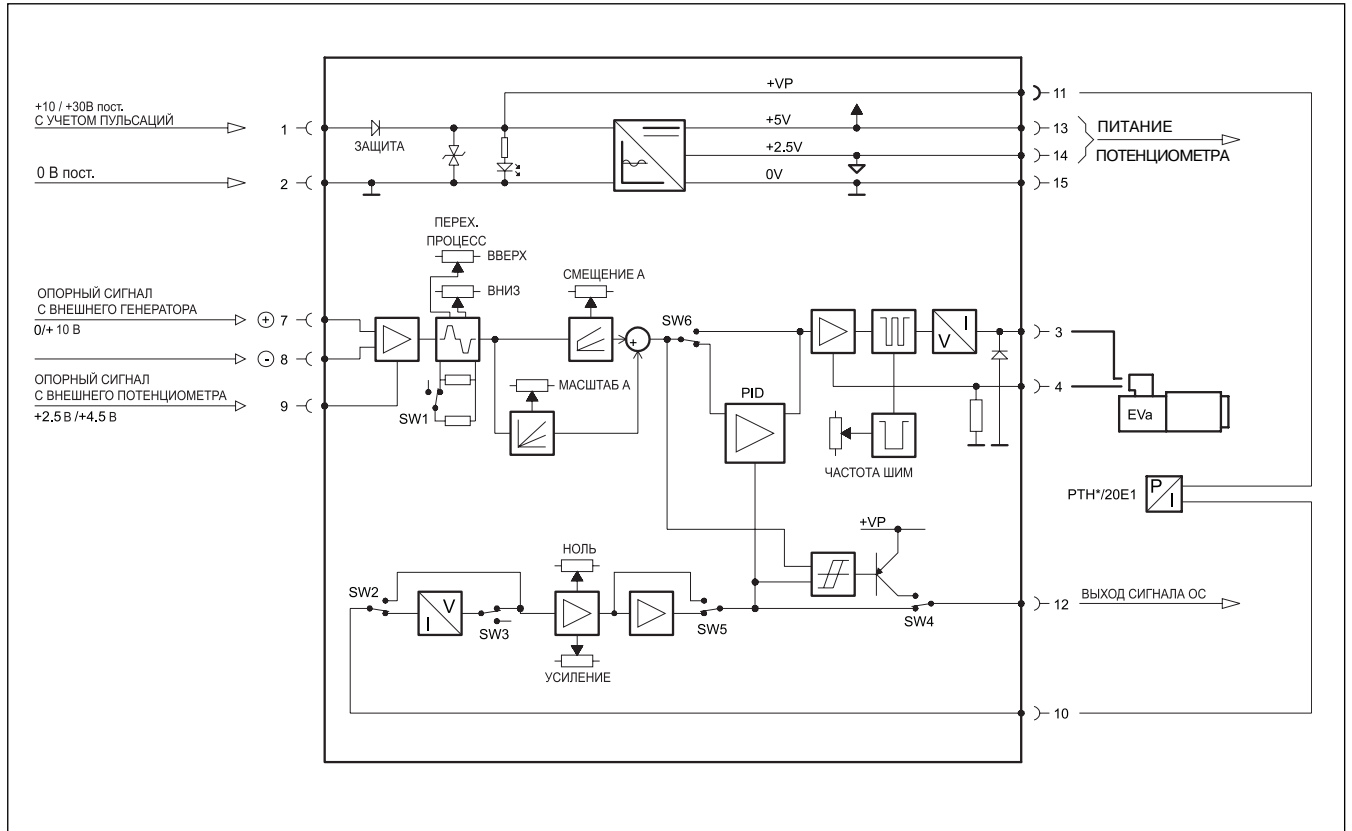 +10 / +30В пост.
С УЧЕТОМ ПУЛЬСАЦИЙ
1
ЗАЩИТА
+VP
11
+5V
13
ПИТАНИЕ
+2.5V
14
ПОТЕНЦИОМЕТРА
0 В пост.
2
0V
15
ПЕРЕХ.
ПРОЦЕСС
ВВЕРХ
ВНИЗ
СМЕЩЕНИЕ А
ОПОРНЫЙ СИГНАЛ
С ВНЕШНЕГО ГЕНЕРАТОРА
0/+ 10 В
+ 7
- 8
ОПОРНЫЙ СИГНАЛ
С ВНЕШНЕГО ПОТЕНЦИОМЕТРА
+2.5 В /+4.5 В
9
SW1
МАСШТАБ А
+
SW6
PID
I
V
3
4
EVa
ЧАСТОТА ШИМ
PTH*/20E1
P
I
+VP
НОЛЬ
SW2
V
I
SW3
SW5
SW4
12
ВЫХОД СИГНАЛА ОС
УСИЛЕНИЕ
10